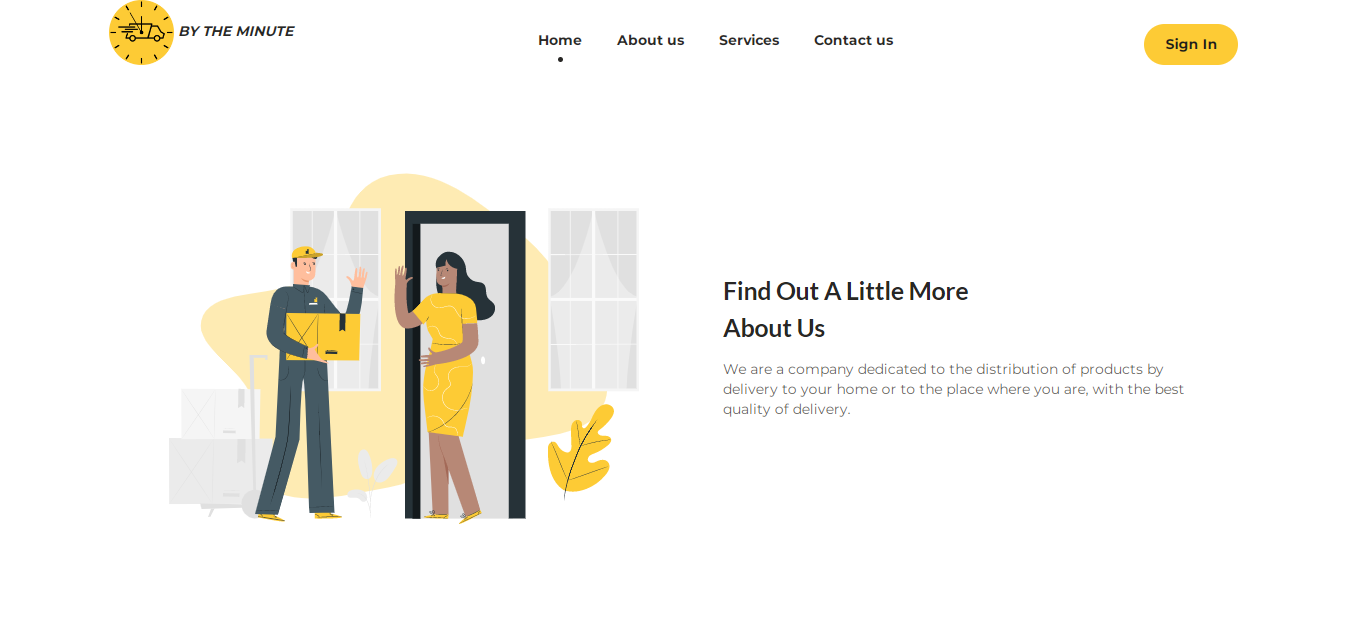 BY THE MINUTE
Home About us Services Contact us
Sign In
Find Out A Little More
About Us
We are a company dedicated to the distribution of products by
delivery to your home or to the place where you are, with the best
quality of delivery.